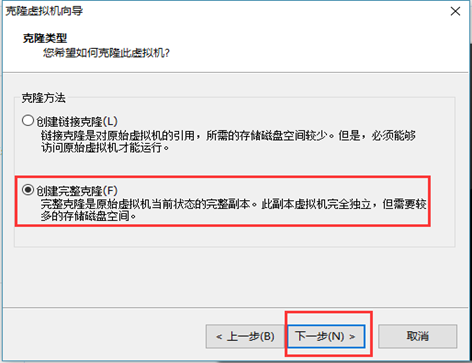 克隆虚拟机向导
克隆类型
您希望如何克隆此虚拟机?
克隆方法
创建链接克隆(L)
链接克隆是对原始虚拟机的引用，所需的存储磁盘空间较少。但是，必须能够
访问原始虚拟机才能运行。
创建完整克隆(F)
完整克隆是原始虚拟机当前状态的完整副本。此副本虚拟机完全独立，但需要较
多的存储磁盘空间。
< 上一步(B) 下一步(N) > 取消